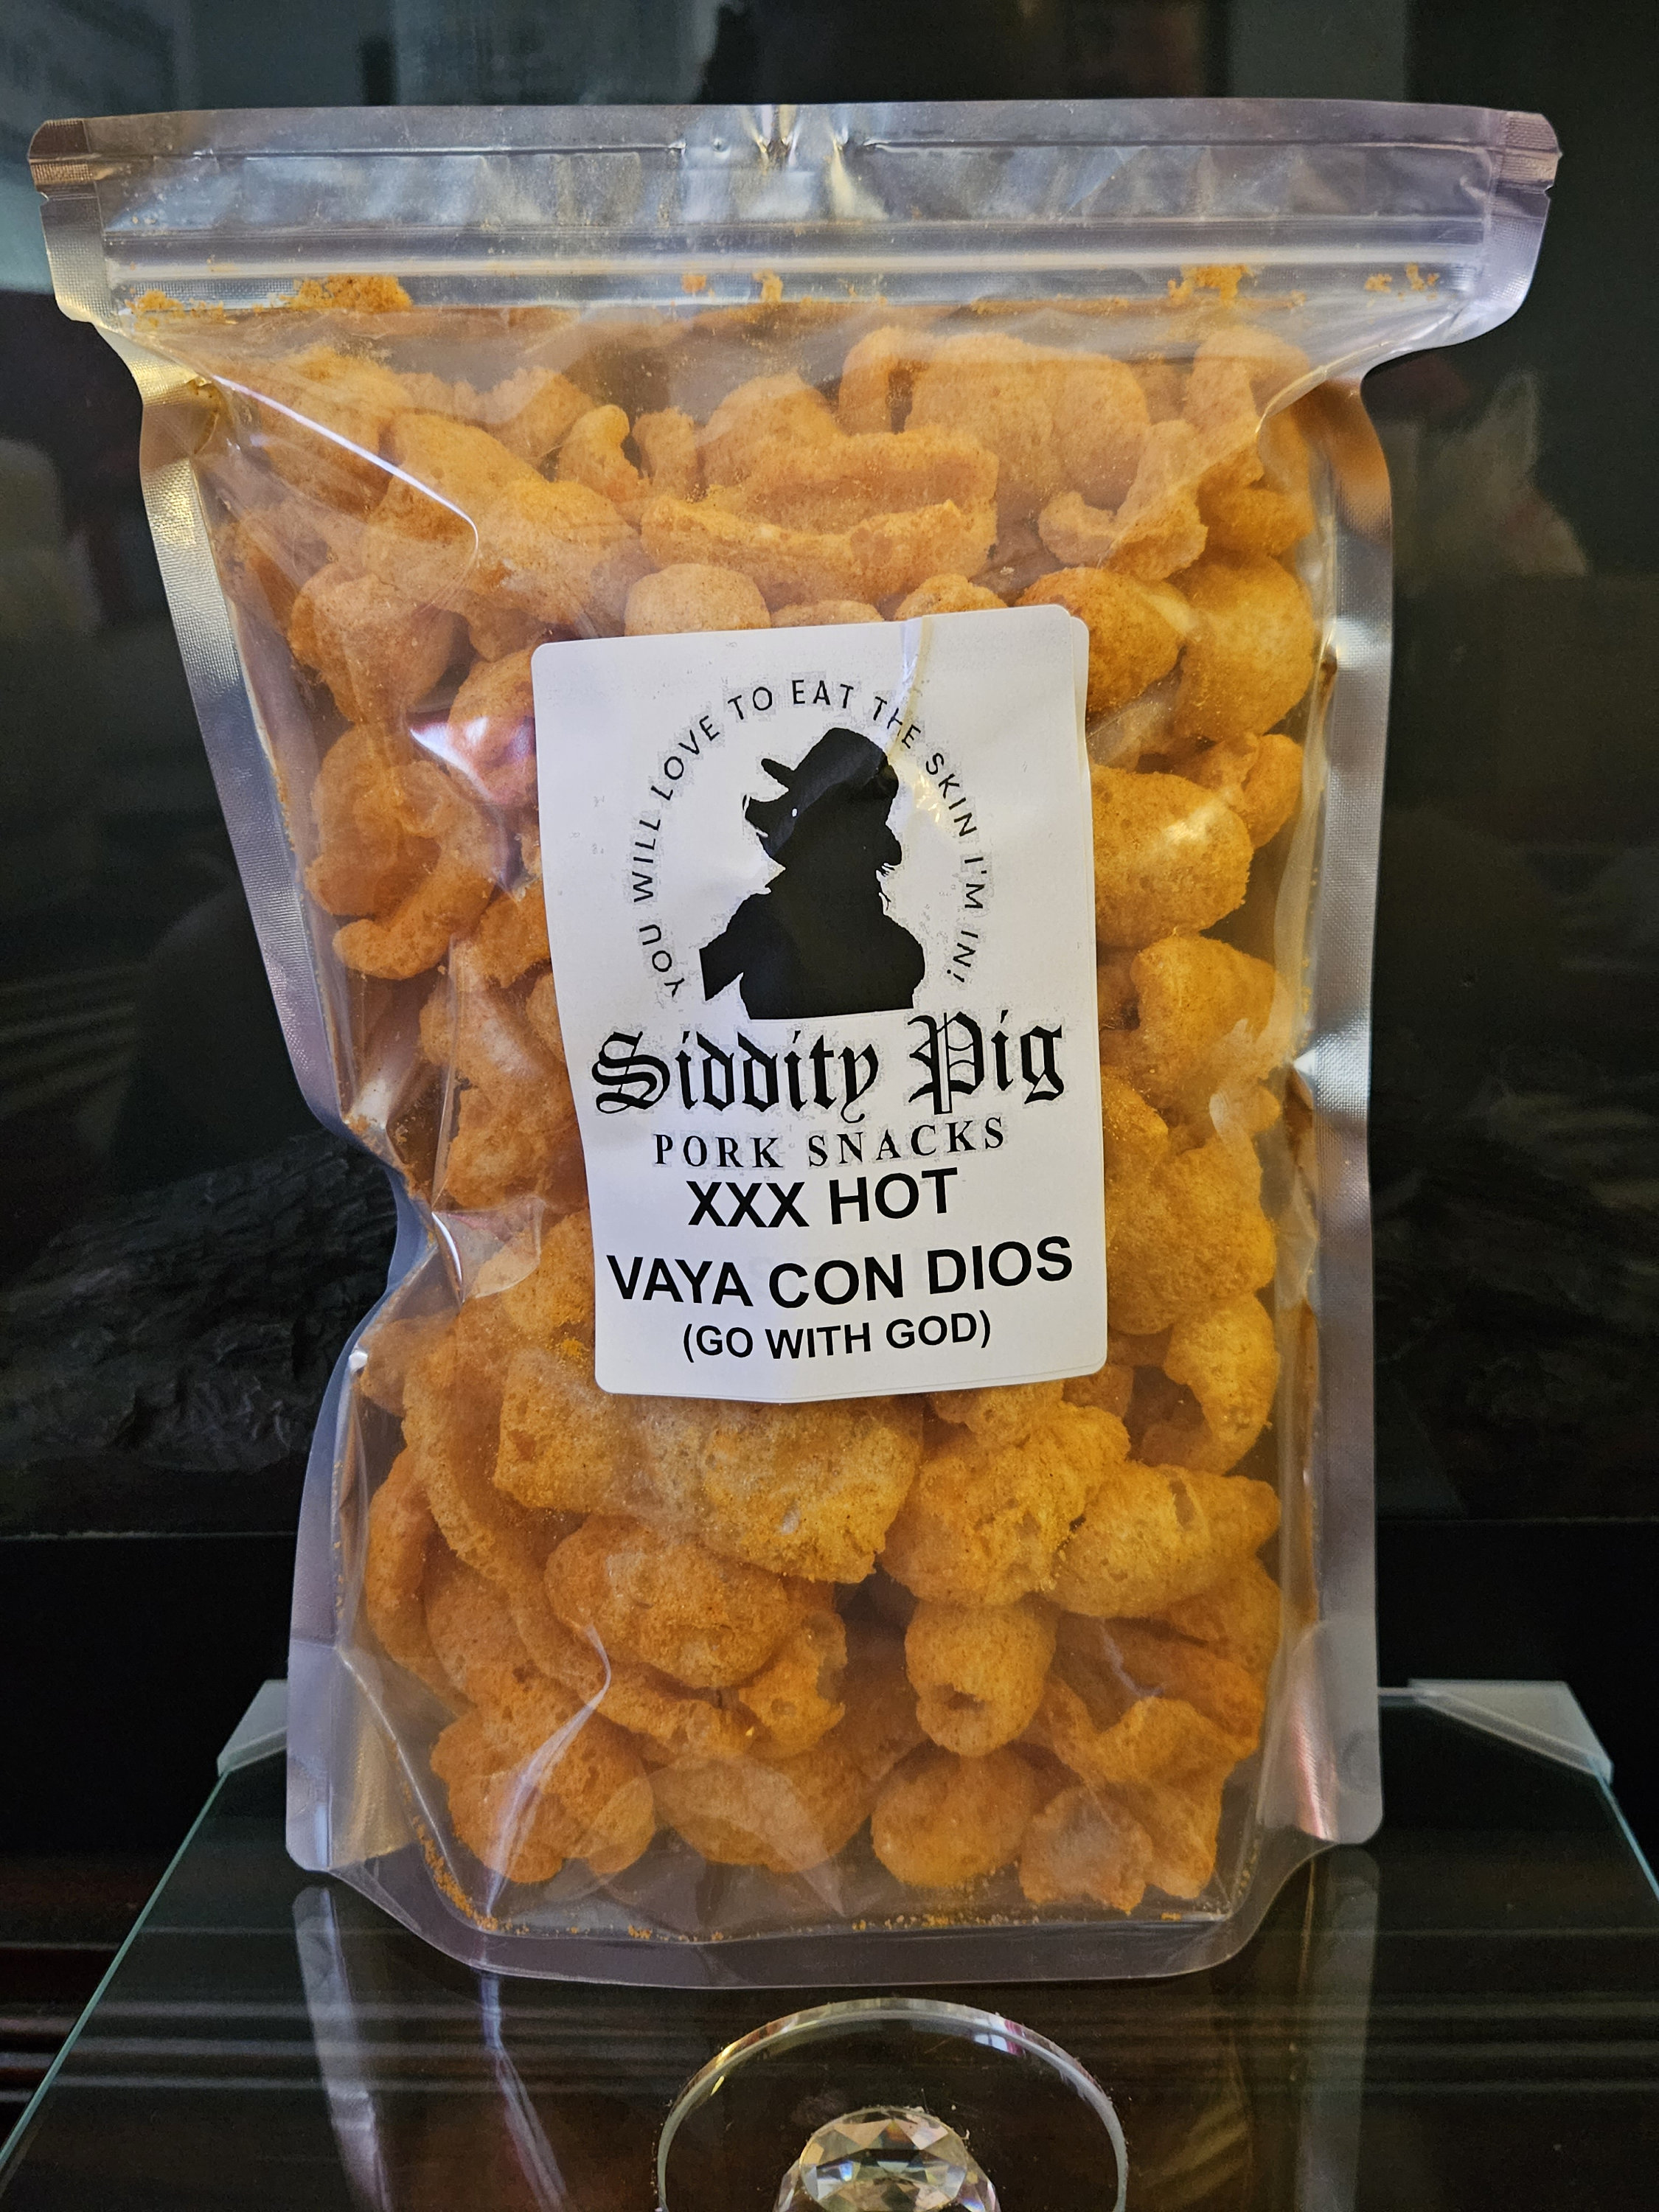 YOU WILL LOVE TO EAT THE SKIN I'M IN!
Siddity Pig
PORK SNACKS
XXX HOT
VAYA CON DIOS
(GO WITH GOD)